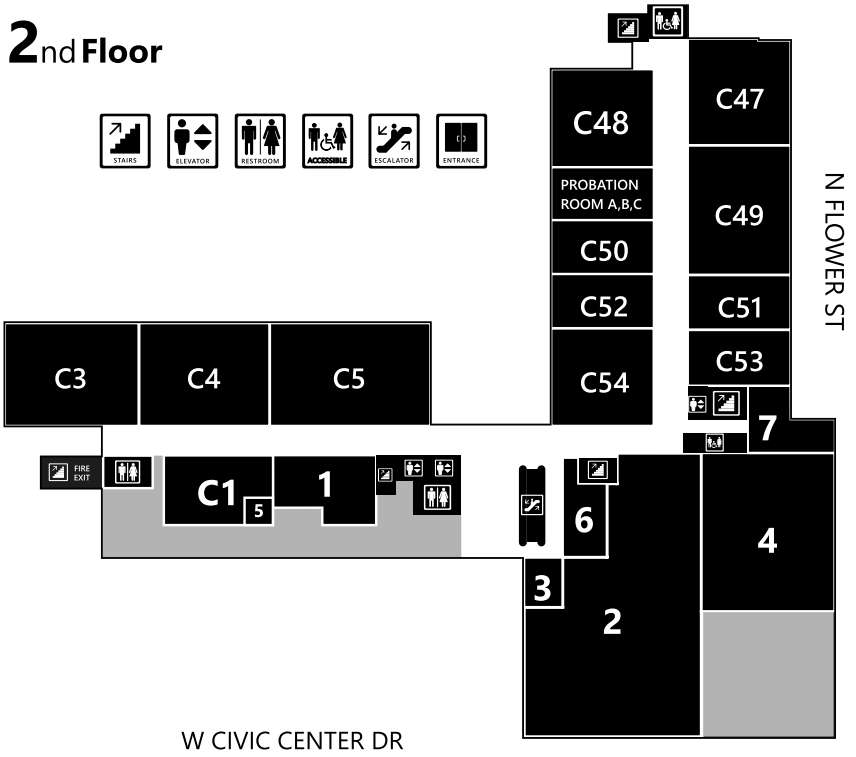 2nd Floor
STAIRS
ELEVATOR
RESTROOM
ACCESSIBLE
ESCALATOR
ENTRANCE
C47
C48
PROBATION
ROOM A,B,C
C49
C50
C51
C52
C53
C54
N FLOWER ST
C3
C4
C5
7
FIRE
EXIT
C1
5
1
6
4
3
2
W CIVIC CENTER DR